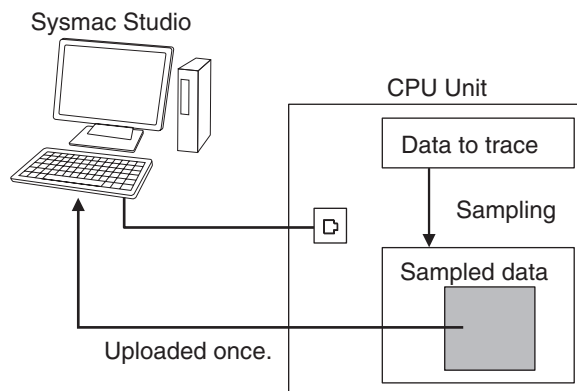 Sysmac Studio
CPU Unit
Data to trace
Sampling
Sampled data
Uploaded once.